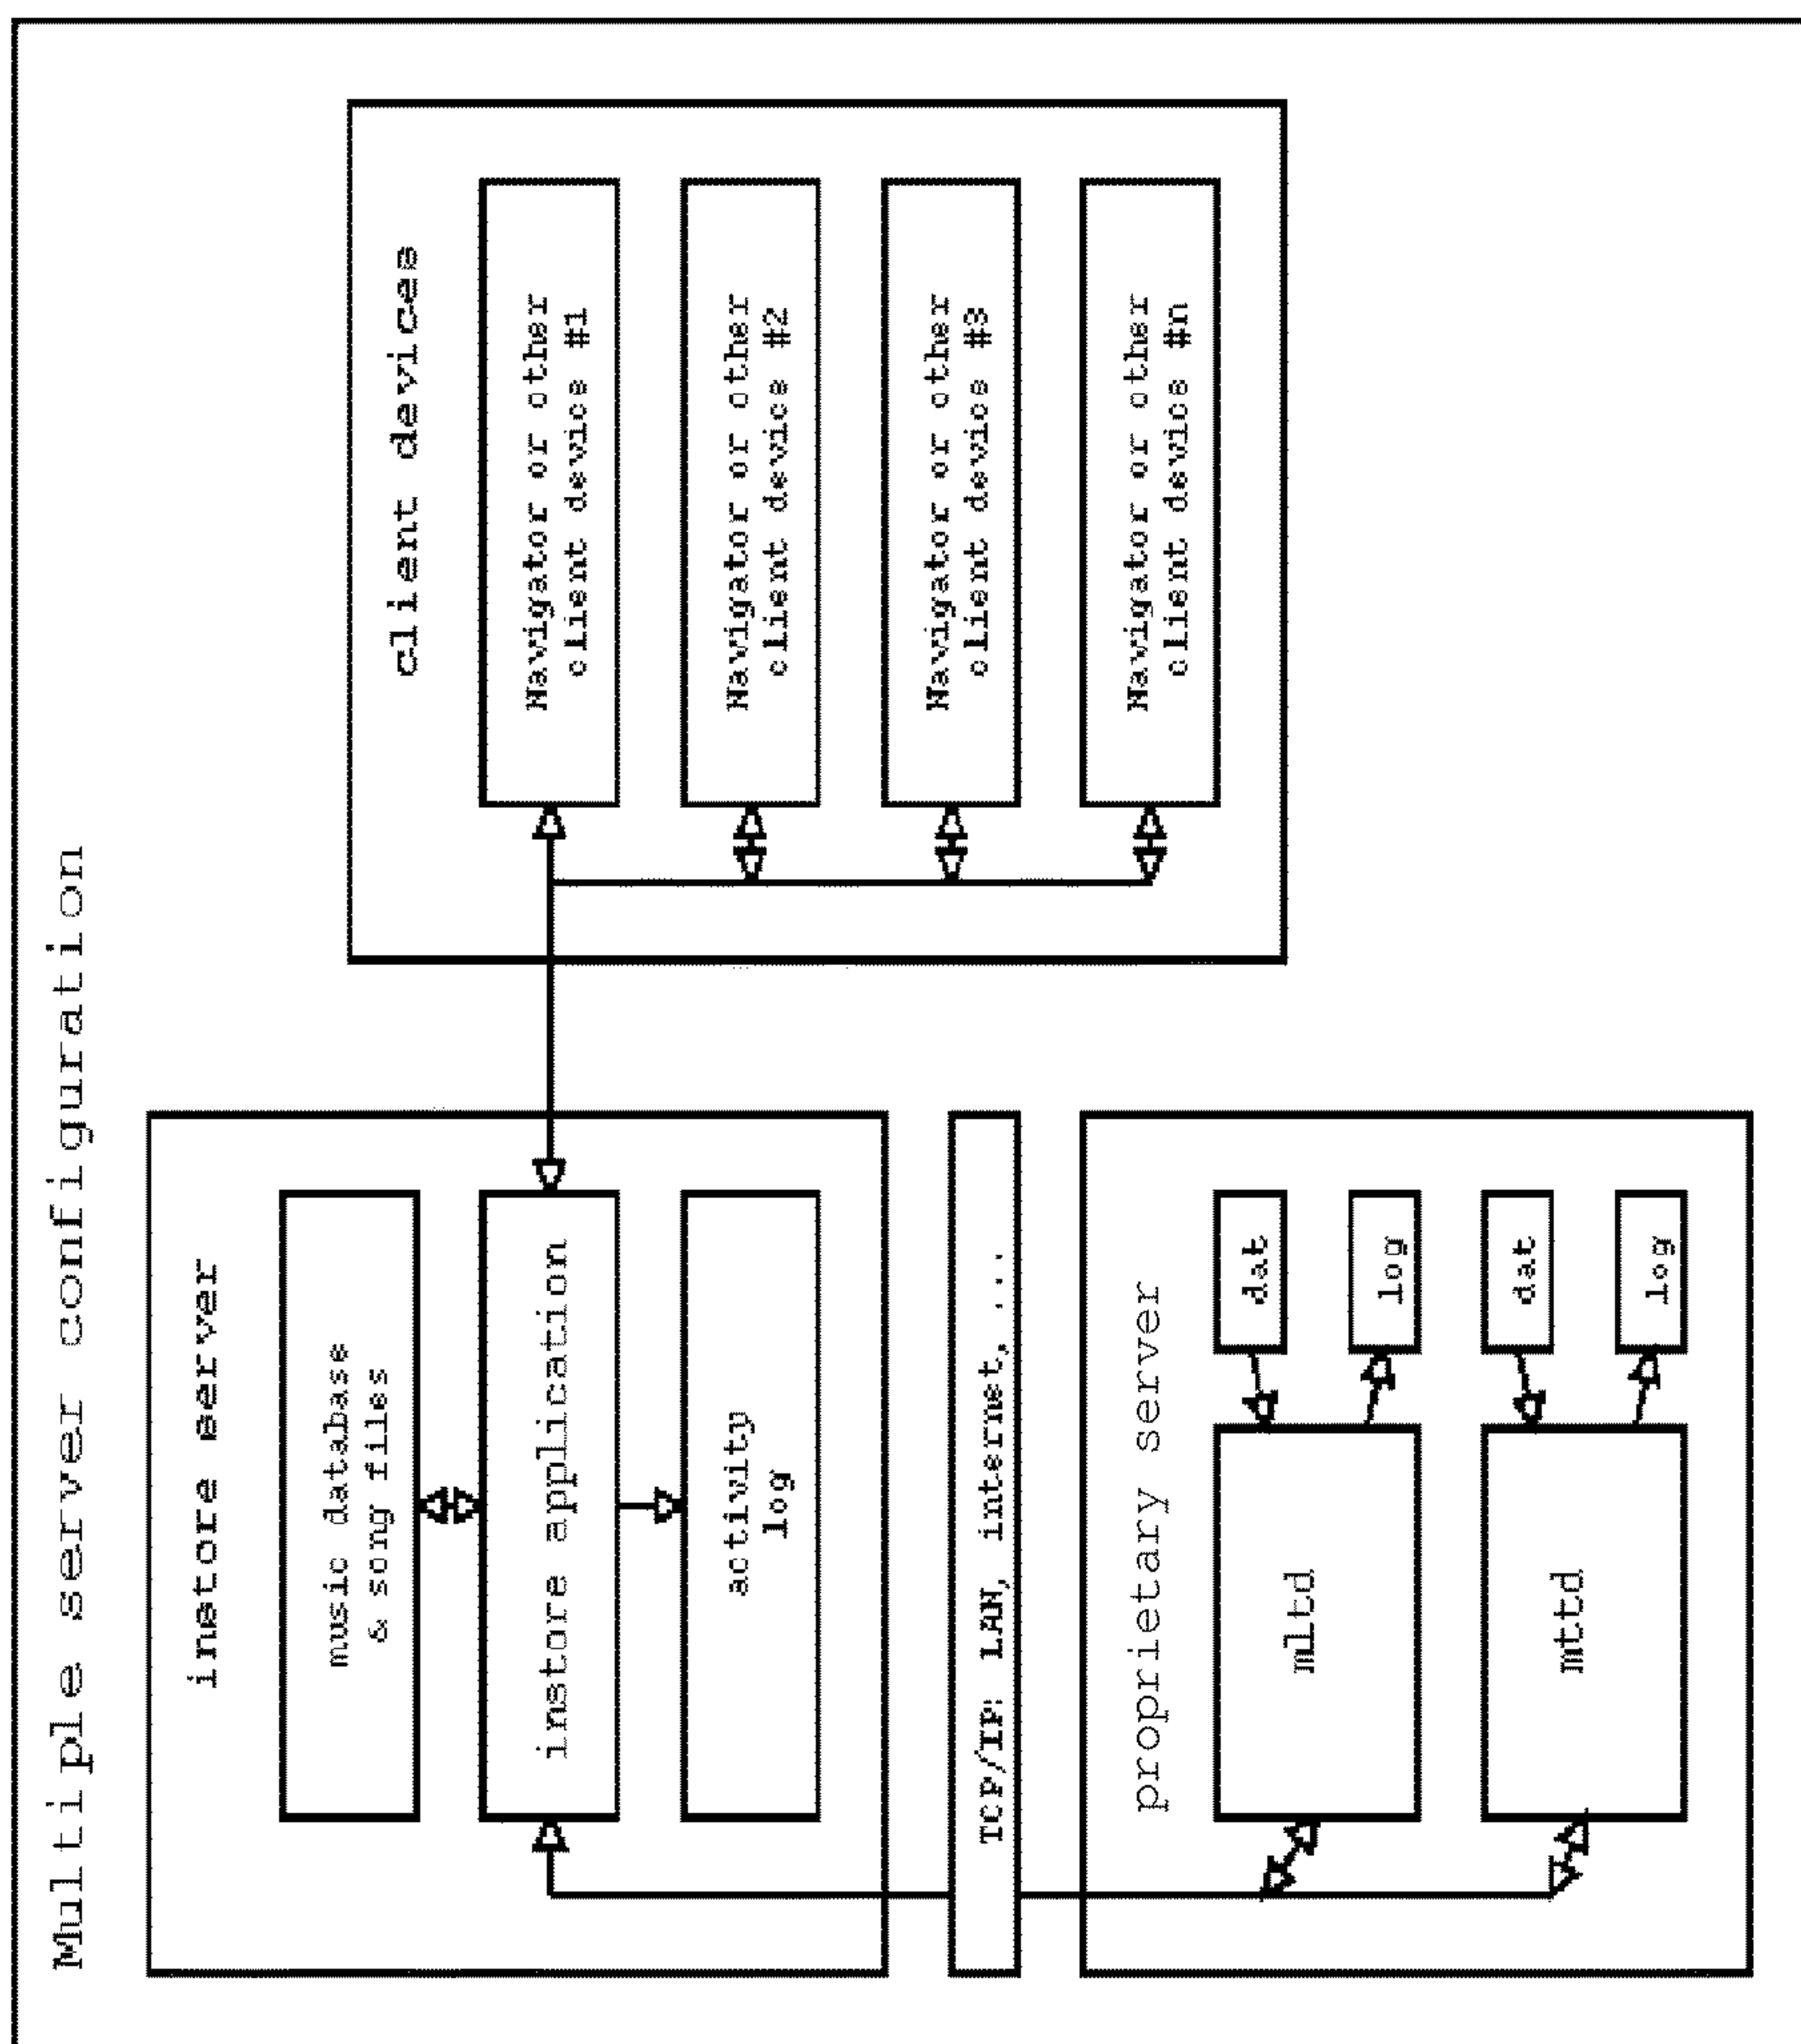 Multiple server configuration
instore server
music database
& song files
instore application
activity
log
client devices
Navigator or other
client device #1
Navigator or other
client device #2
Navigator or other
client device #3
Navigator or other
client device #n
TCP/IP: LAN, internet, ...
proprietary server
mltd
dat
log
mttd
dat
log